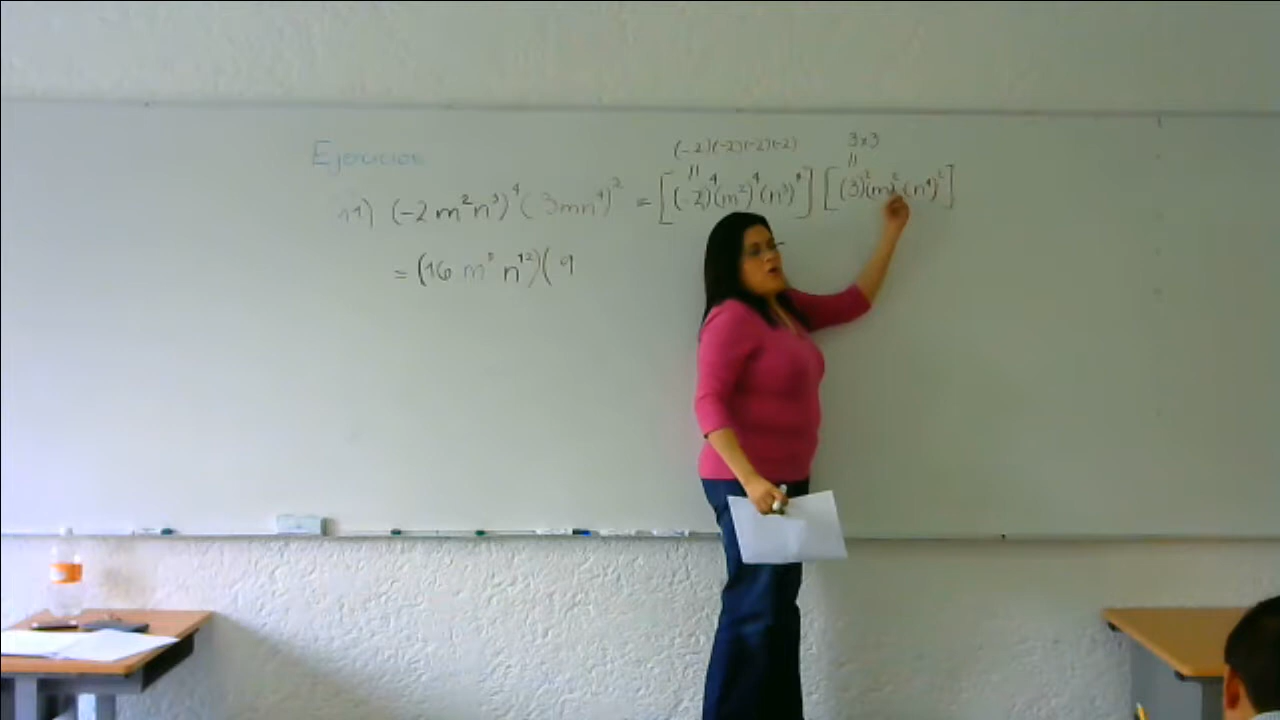 Ejercicios
(-2)(-2)(-2)(-2) 3x3
11) (-2m²n³)⁴(3mn⁴)² = [(-2)⁴(m²)⁴(n³)⁴][(3)²(m)²(n⁴)²]
= (16 m⁸ n¹²)(9